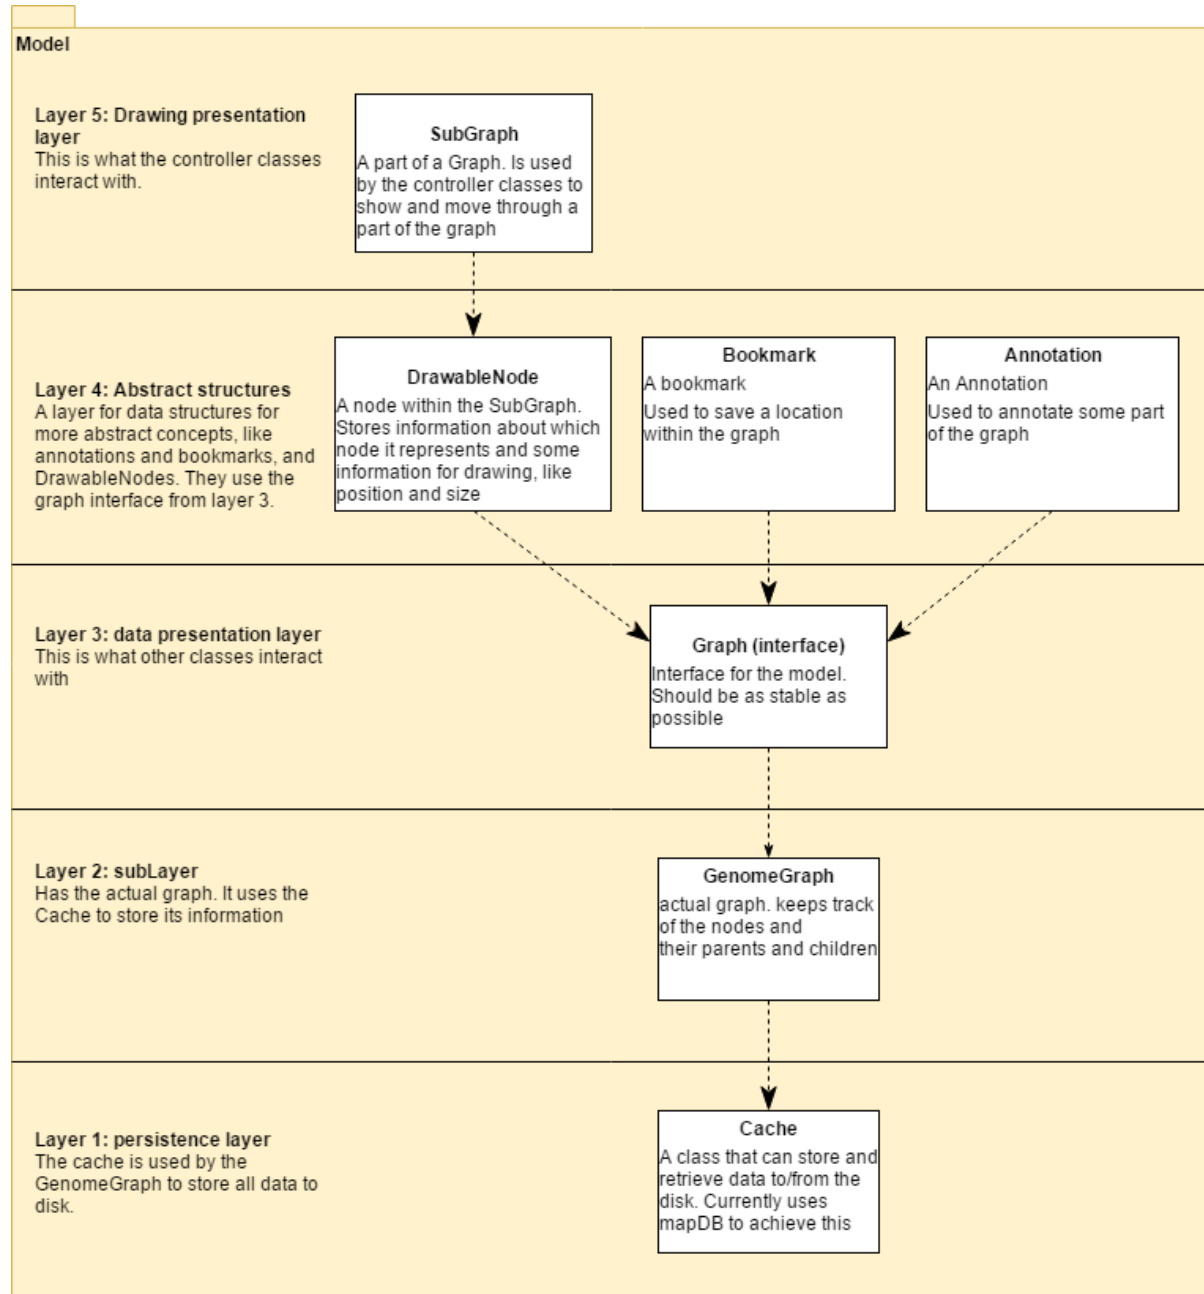 Model
Layer 5: Drawing presentation
layer
This is what the controller classes
interact with.
SubGraph
A part of a Graph. Is used
by the controller classes to
show and move through a
part of the graph
Layer 4: Abstract structures
A layer for data structures for
more abstract concepts, like
annotations and bookmarks, and
DrawableNodes. They use the
graph interface from layer 3.
DrawableNode
A node within the SubGraph.
Stores information about which
node it represents and some
information for drawing, like
position and size
Bookmark
A bookmark
Used to save a location
within the graph
Annotation
An Annotation
Used to annotate some part
of the graph
Layer 3: data presentation layer
This is what other classes interact
with
Graph (interface)
Interface for the model.
Should be as stable as
possible
Layer 2: subLayer
Has the actual graph. It uses the
Cache to store its information
GenomeGraph
actual graph. keeps track
of the nodes and
their parents and children
Layer 1: persistence layer
The cache is used by the
GenomeGraph to store all data to
disk.
Cache
A class that can store and
retrieve data to/from the
disk. Currently uses
mapDB to achieve this